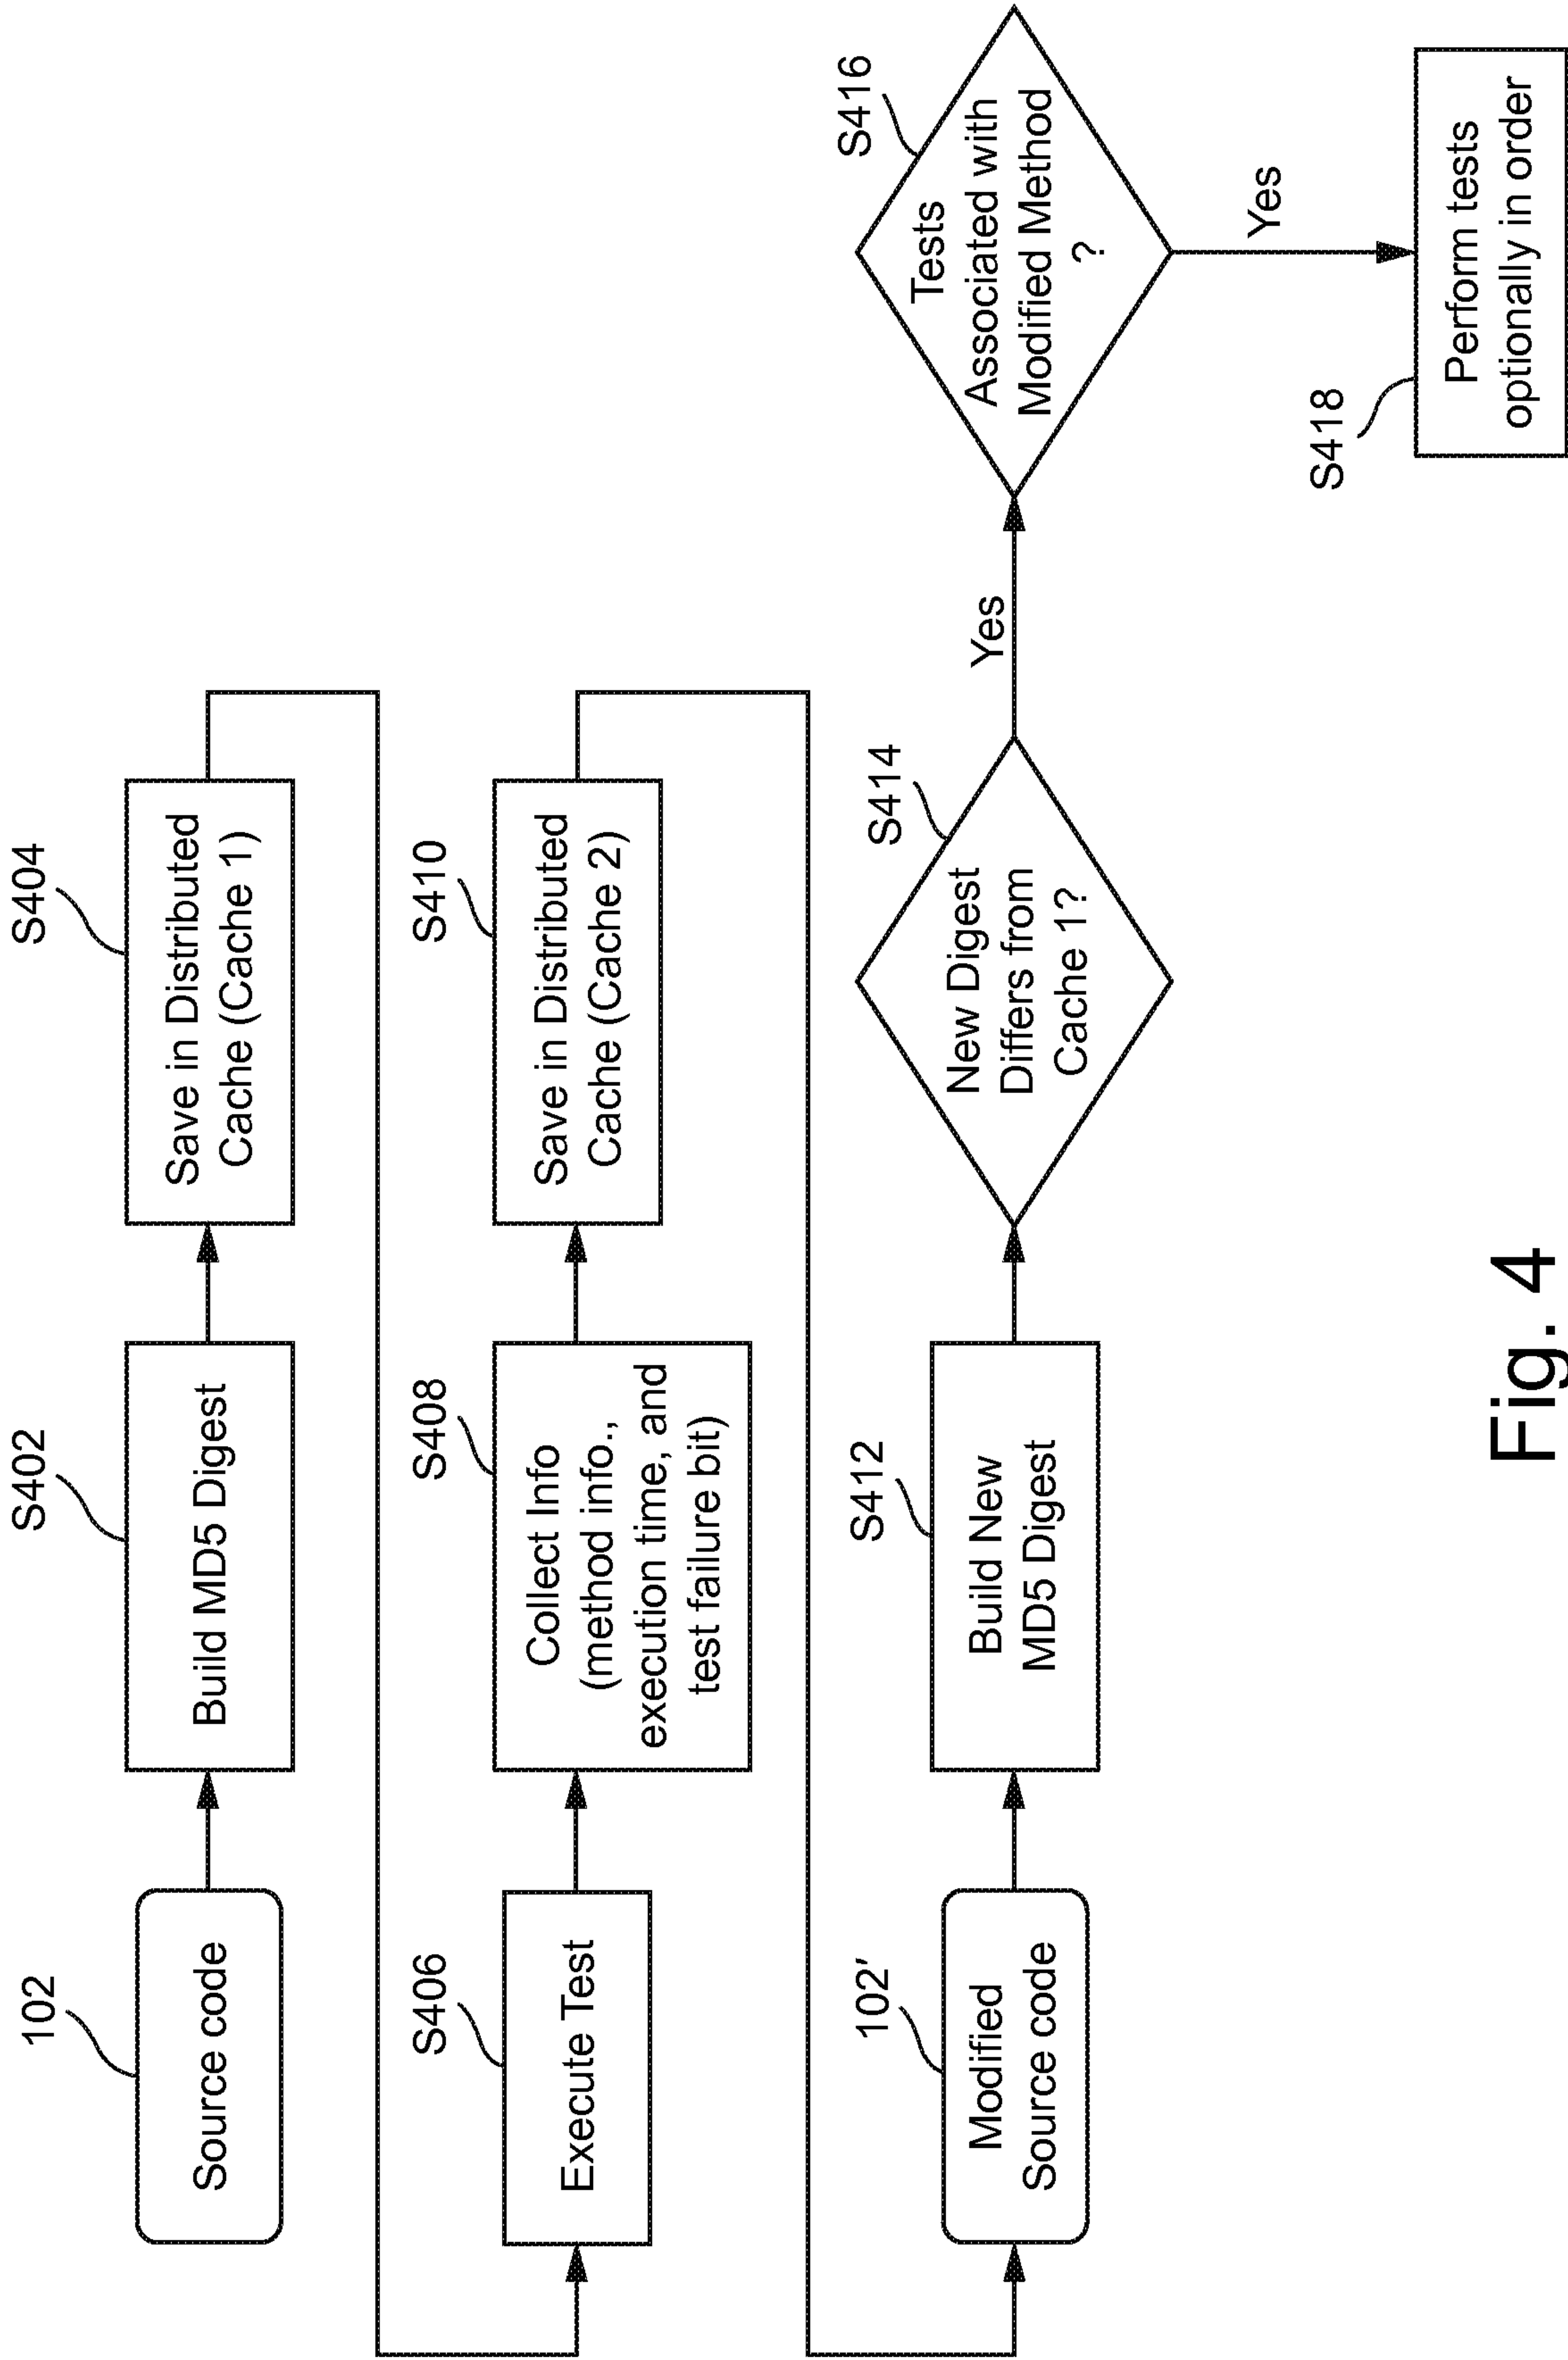 102
Source code
S402
Build MD5 Digest
S404
Save in Distributed
Cache (Cache 1)
S406
Execute Test
S408
Collect Info
(method info.,
execution time, and
test failure bit)
S410
Save in Distributed
Cache (Cache 2)
102'
Modified
Source code
S412
Build New
MD5 Digest
S414
New Digest
Differs from
Cache 1?
Yes
S416
Tests
Associated with
Modified Method
?
Yes
S418
Perform tests
optionally in order
Fig. 4